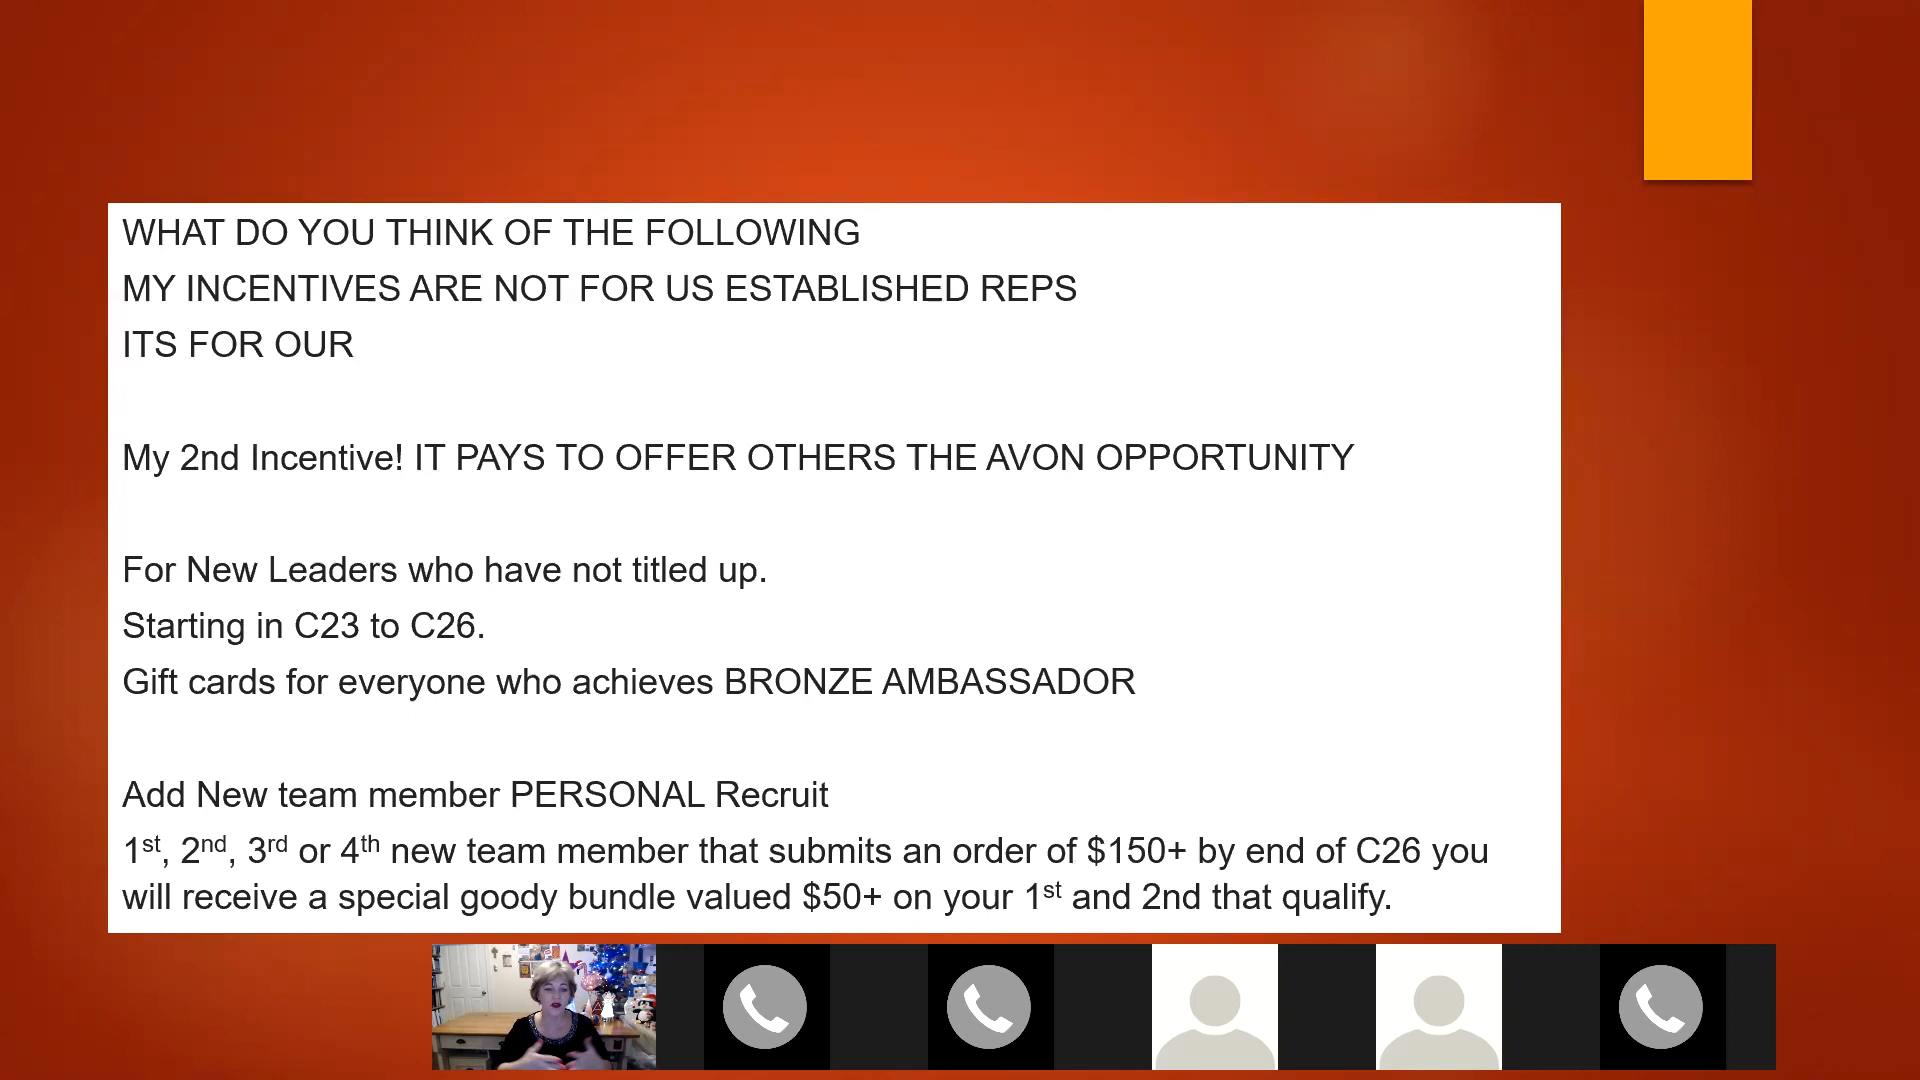 WHAT DO YOU THINK OF THE FOLLOWING
MY INCENTIVES ARE NOT FOR US ESTABLISHED REPS
ITS FOR OUR
My 2nd Incentive! IT PAYS TO OFFER OTHERS THE AVON OPPORTUNITY
For New Leaders who have not titled up.
Starting in C23 to C26.
Gift cards for everyone who achieves BRONZE AMBASSADOR
Add New team member PERSONAL Recruit
1st, 2nd, 3rd or 4th new team member that submits an order of $150+ by end of C26 you
will receive a special goody bundle valued $50+ on your 1st and 2nd that qualify.